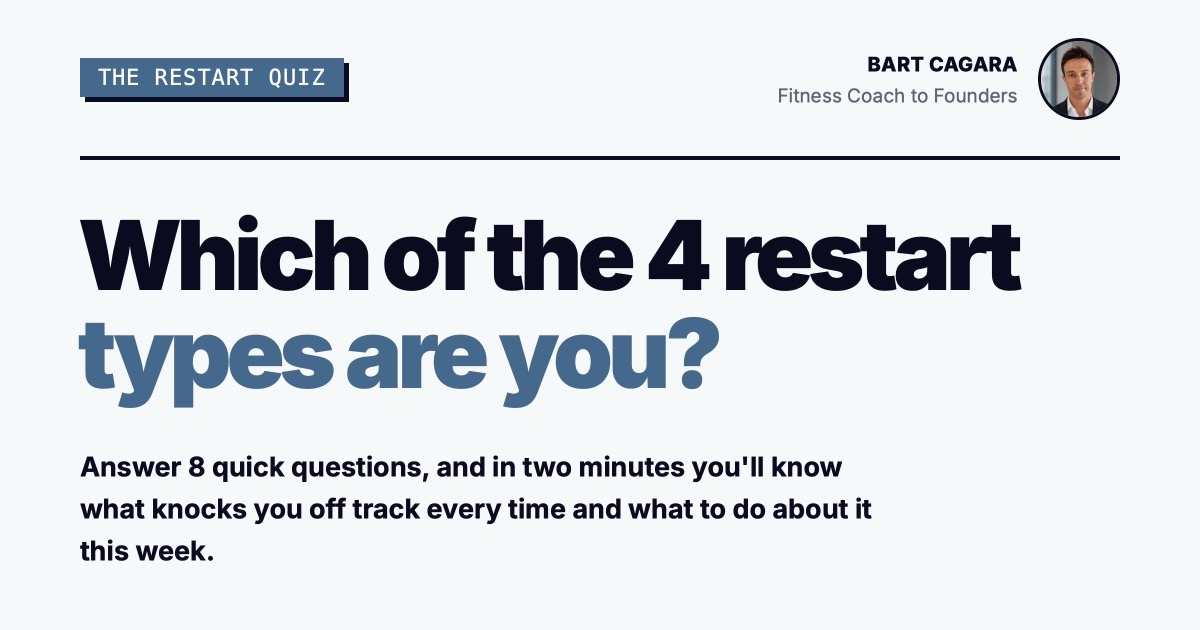 THE RESTART QUIZ
BART CAGARA
Fitness Coach to Founders
Which of the 4 restart
types are you?
Answer 8 quick questions, and in two minutes you'll know
what knocks you off track every time and what to do about it
this week.